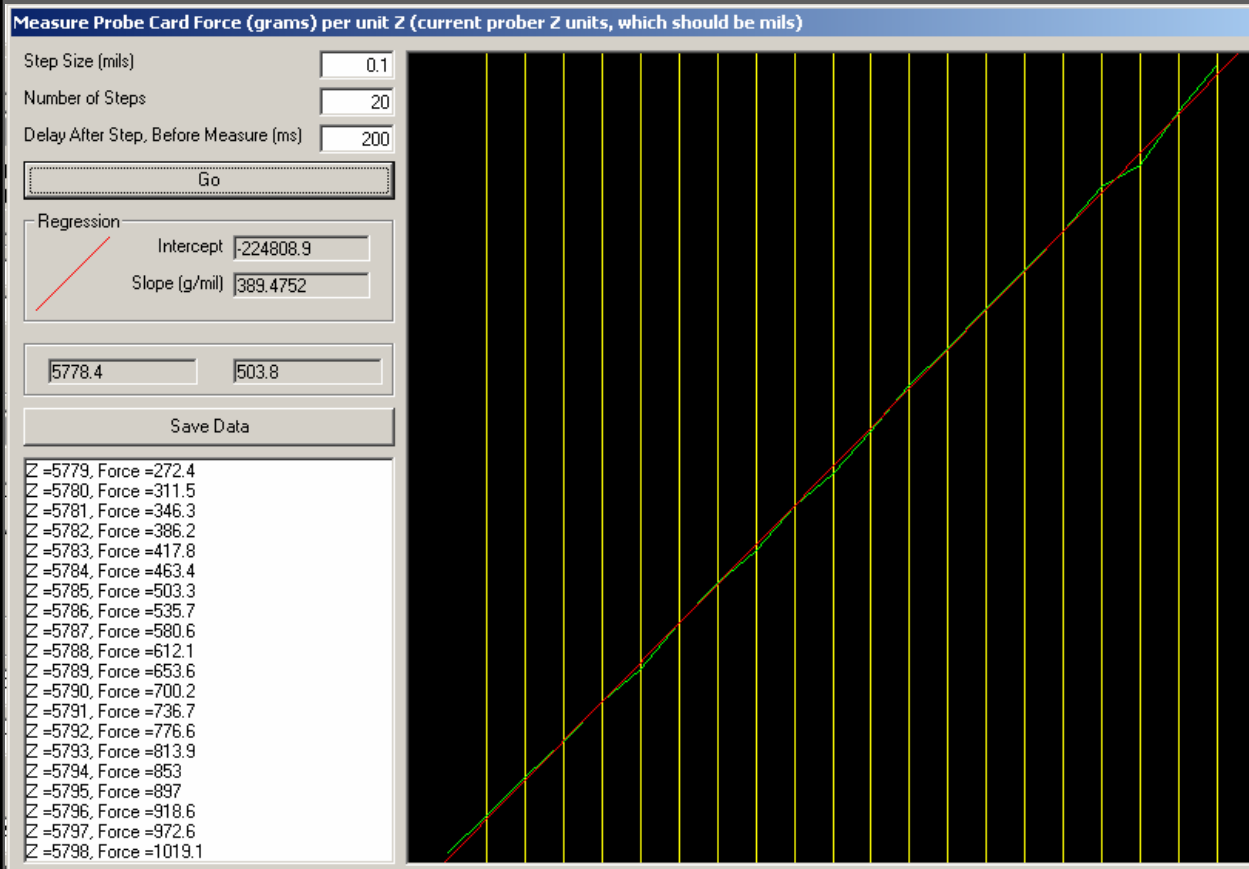 Measure Probe Card Force (grams) per unit Z (current prober Z units, which should be mils)
Step Size (mils) 0.1
Number of Steps 20
Delay After Step, Before Measure (ms) 200
Go
Regression
Intercept -224808.9
Slope (g/mil) 389.4752
5778.4 503.8
Save Data
Z =5779, Force =272.4
Z =5780, Force =311.5
Z =5781, Force =346.3
Z =5782, Force =386.2
Z =5783, Force =417.8
Z =5784, Force =463.4
Z =5785, Force =503.3
Z =5786, Force =535.7
Z =5787, Force =580.6
Z =5788, Force =612.1
Z =5789, Force =653.6
Z =5790, Force =700.2
Z =5791, Force =736.7
Z =5792, Force =776.6
Z =5793, Force =813.9
Z =5794, Force =853
Z =5795, Force =897
Z =5796, Force =918.6
Z =5797, Force =972.6
Z =5798, Force =1019.1